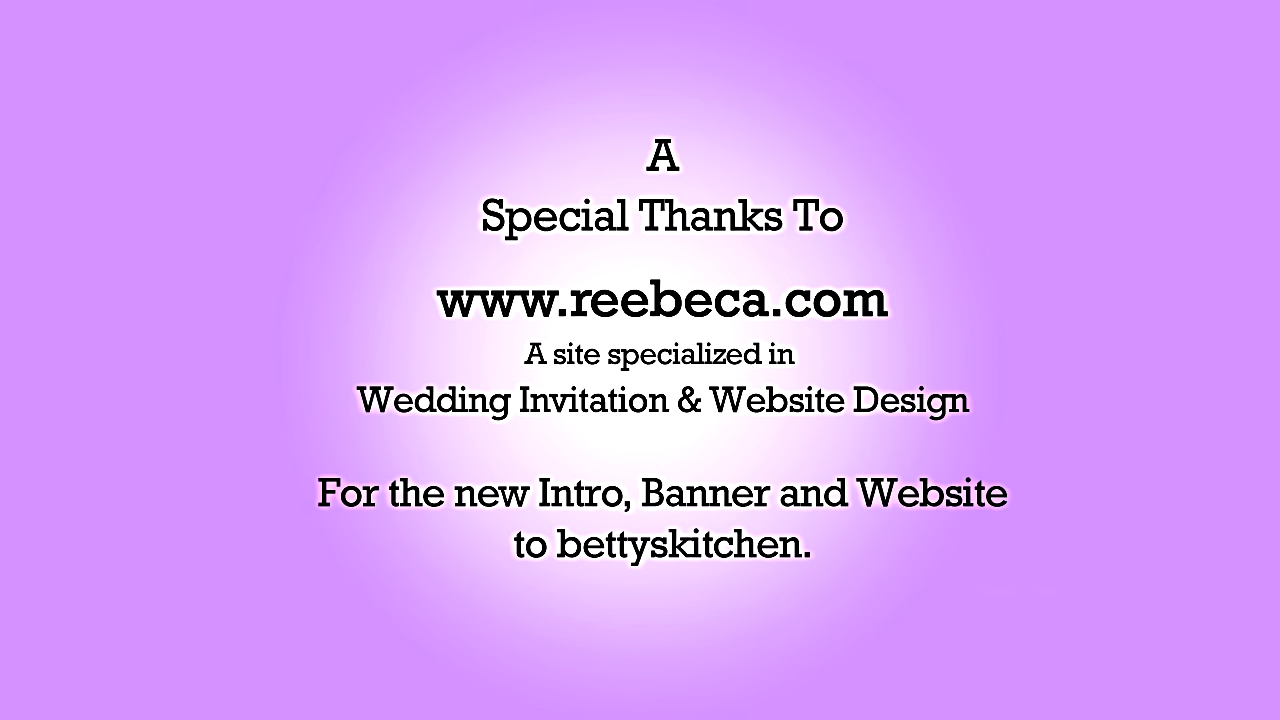 A
Special Thanks To
www.reebeca.com
A site specialized in
Wedding Invitation & Website Design
For the new Intro, Banner and Website
to bettyskitchen.